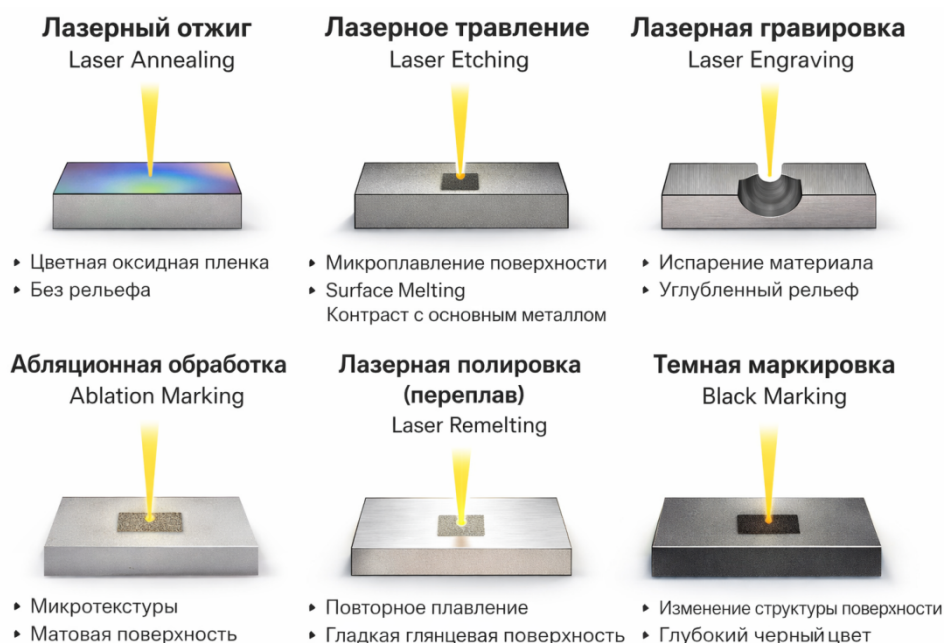 Лазерный отжиг
Laser Annealing
▸ Цветная оксидная пленка
▸ Без рельефа
Лазерное травление
Laser Etching
▸ Микроплавление поверхности
▸ Surface Melting
Контраст с основным металлом
Лазерная гравировка
Laser Engraving
▸ Испарение материала
▸ Углубленный рельеф
Абляционная обработка
Ablation Marking
▸ Микротекстуры
▸ Матовая поверхность
Лазерная полировка
(переплав)
Laser Remelting
▸ Повторное плавление
▸ Гладкая глянцевая поверхность
Темная маркировка
Black Marking
▸ Изменение структуры поверхности
▸ Глубокий черный цвет